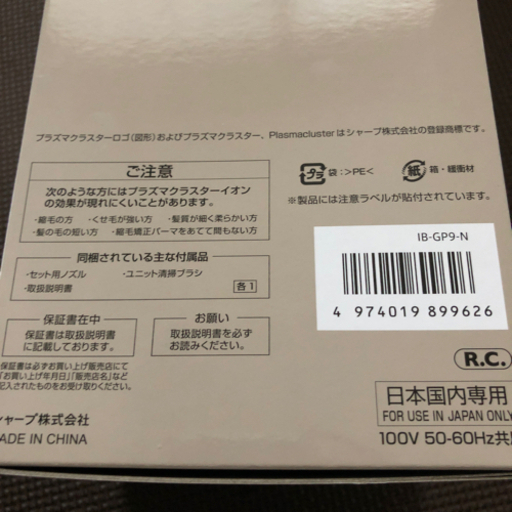 プラズマクラスターロゴ（図形）およびプラズマクラスター、Plasmaclusterはシャープ株式会社の登録商標です。
ご注意
次のような方にはプラズマクラスターイオン
の効果が現れにくいことがあります。
・縮毛の方 ・くせ毛が強い方 ・髪質が細く柔らかい方
・髪の毛の短い方 ・縮毛矯正パーマをあてて間もない方
同梱されている主な付属品
・セット用ノズル ・ユニット清掃ブラシ
・取扱説明書 各1
保証書在中
保証書は取扱説明書
に記載しております。
お願い
取扱説明書を必ず
お読みください。
保証書は必ずお買い上げ販売店にて
「お買い上げ年月日」「販売店名」など
記入されたものをお受け取りください。
シャープ株式会社
MADE IN CHINA
プラ 袋：>PE< 紙 箱・緩衝材
※製品には注意ラベルが貼付されています。
IB-GP9-N
4 974019 899626
R.C.
日本国内専用
FOR USE IN JAPAN ONLY
100V 50-60Hz共